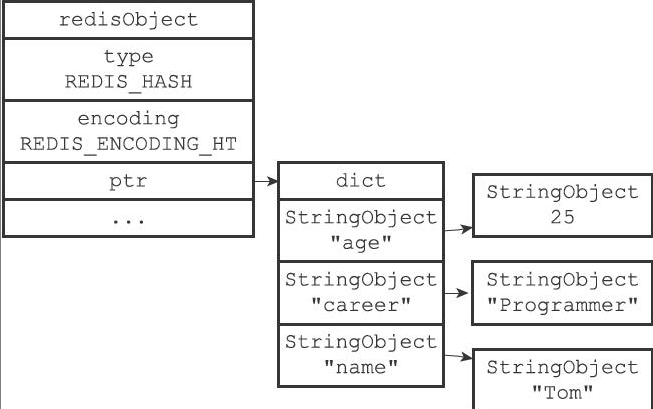 redisObject
type
REDIS_HASH
encoding
REDIS_ENCODING_HT
ptr
...
dict
StringObject
"age"
StringObject
"career"
StringObject
"name"
StringObject
25
StringObject
"Programmer"
StringObject
"Tom"